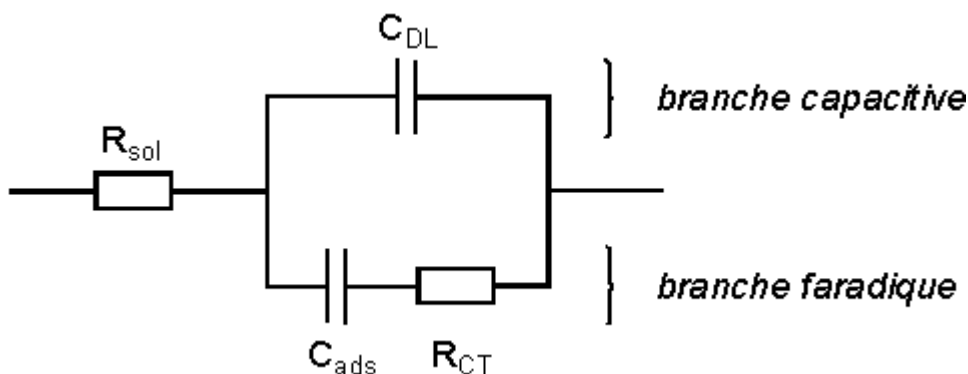 C_DL
branche capacitive
R_sol
branche faradique
C_ads
R_CT